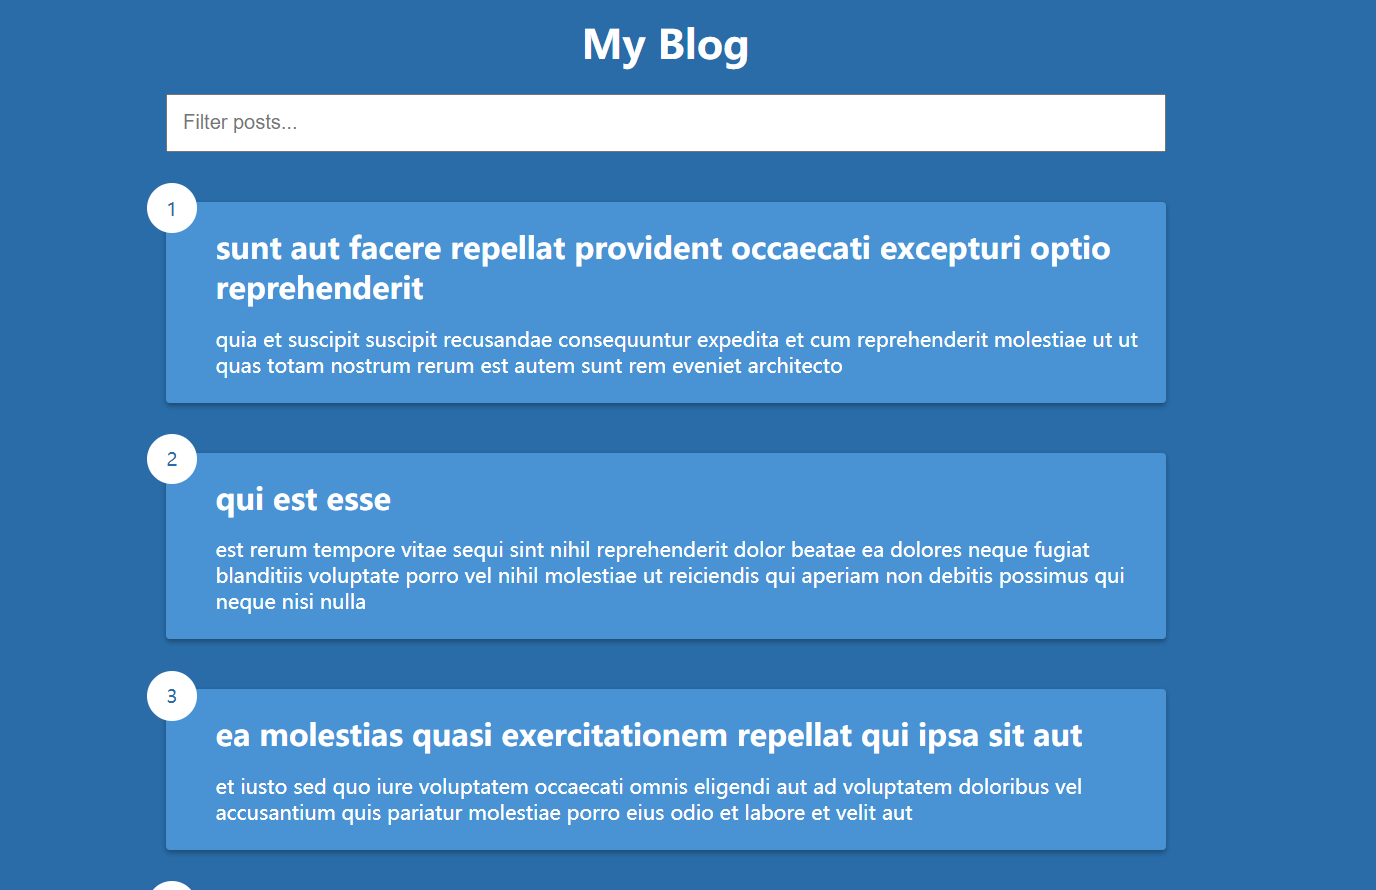 My Blog
Filter posts...
1
sunt aut facere repellat provident occaecati excepturi optio
reprehenderit
quia et suscipit suscipit recusandae consequuntur expedita et cum reprehenderit molestiae ut ut
quas totam nostrum rerum est autem sunt rem eveniet architecto
2
qui est esse
est rerum tempore vitae sequi sint nihil reprehenderit dolor beatae ea dolores neque fugiat
blanditiis voluptate porro vel nihil molestiae ut reiciendis qui aperiam non debitis possimus qui
neque nisi nulla
3
ea molestias quasi exercitationem repellat qui ipsa sit aut
et iusto sed quo iure voluptatem occaecati omnis eligendi aut ad voluptatem doloribus vel
accusantium quis pariatur molestiae porro eius odio et labore et velit aut